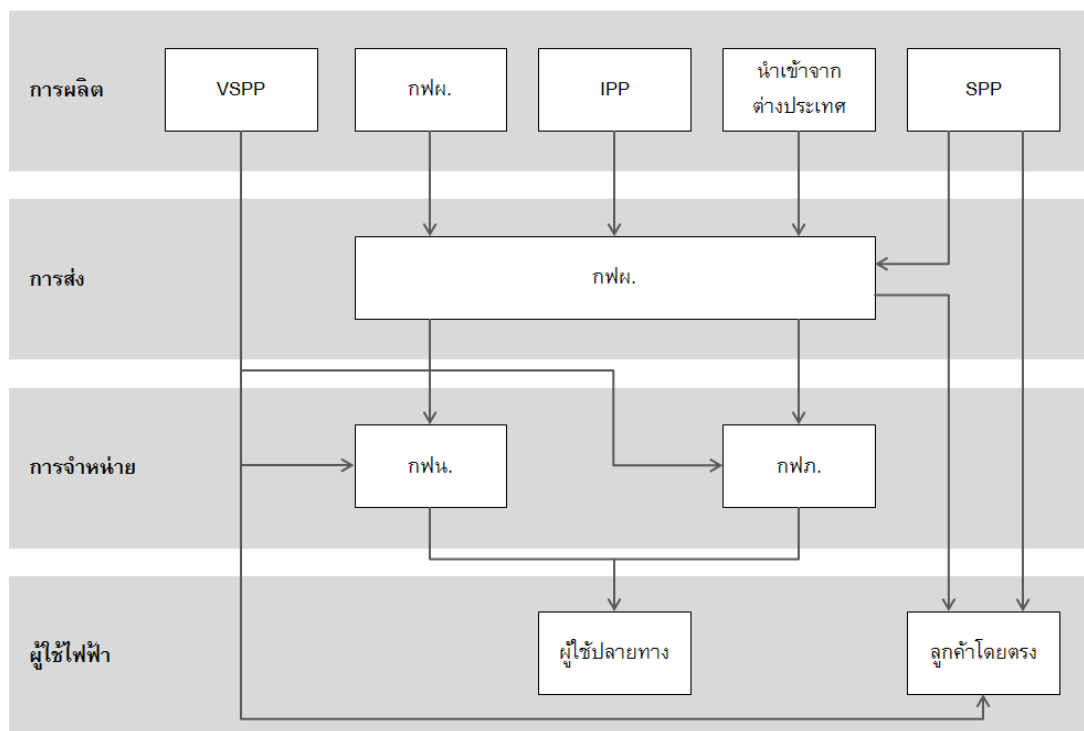 การผลิต
VSPP
กฟผ.
IPP
นำเข้าจาก
ต่างประเทศ
SPP
การส่ง
กฟผ.
การจำหน่าย
กฟน.
กฟภ.
ผู้ใช้ไฟฟ้า
ผู้ใช้ปลายทาง
ลูกค้าโดยตรง